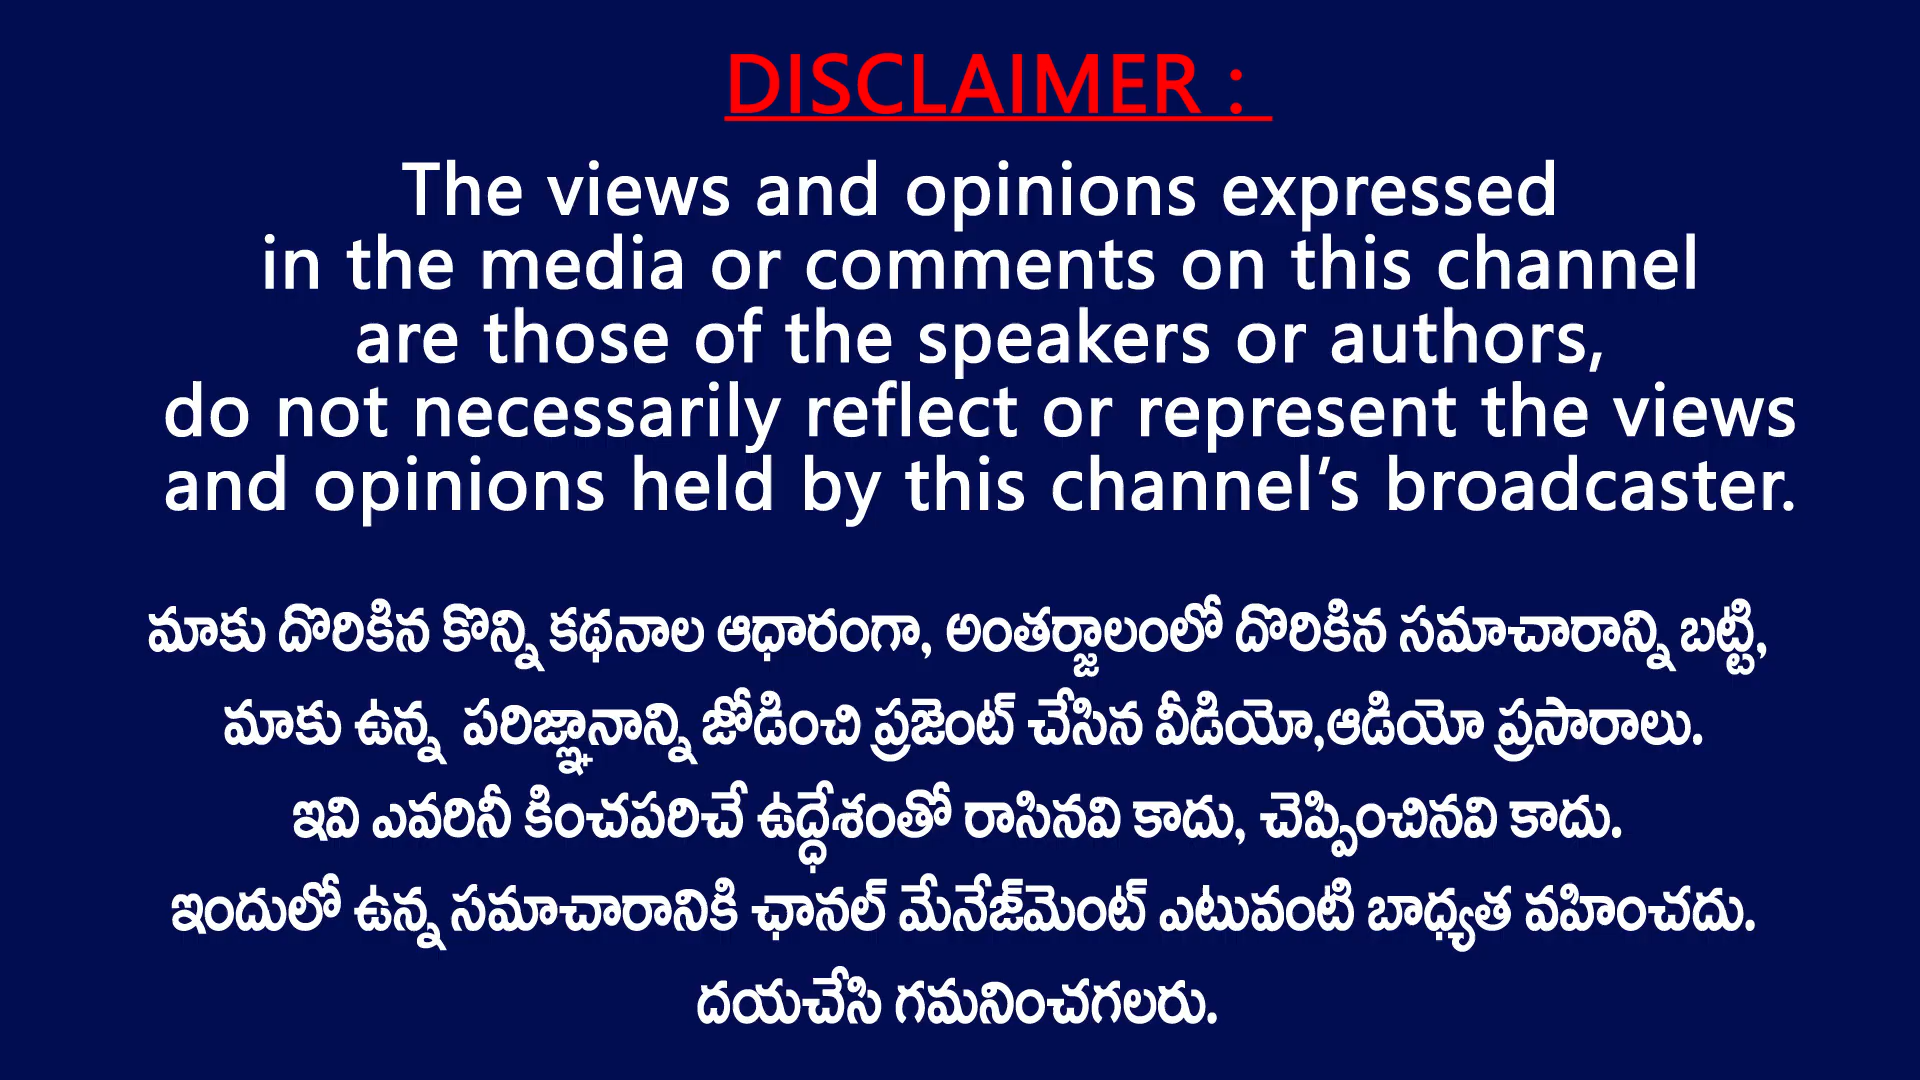 DISCLAIMER :
The views and opinions expressed
in the media or comments on this channel
are those of the speakers or authors,
do not necessarily reflect or represent the views
and opinions held by this channel’s broadcaster.
మాకు దొరికిన కొన్ని కథనాల ఆధారంగా, అంతర్జాలంలో దొరికిన సమాచారాన్ని బట్టి,
మాకు ఉన్న పరిజ్ఞానాన్ని జోడించి ప్రజెంట్ చేసిన వీడియో,ఆడియో ప్రసారాలు.
ఇవి ఎవరినీ కించపరిచే ఉద్ధేశంతో రాసినవి కాదు, చెప్పించినవి కాదు.
ఇందులో ఉన్న సమాచారానికి ఛానల్ మేనేజ్‌మెంట్ ఎటువంటి బాధ్యత వహించదు.
దయచేసి గమనించగలరు.